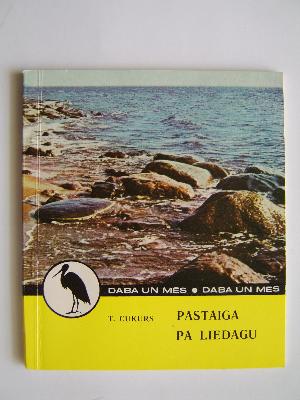 DABA UN MĒS ● DABA UN MĒS
T. CUKURS
PASTAIGA
PA LIEDAGU